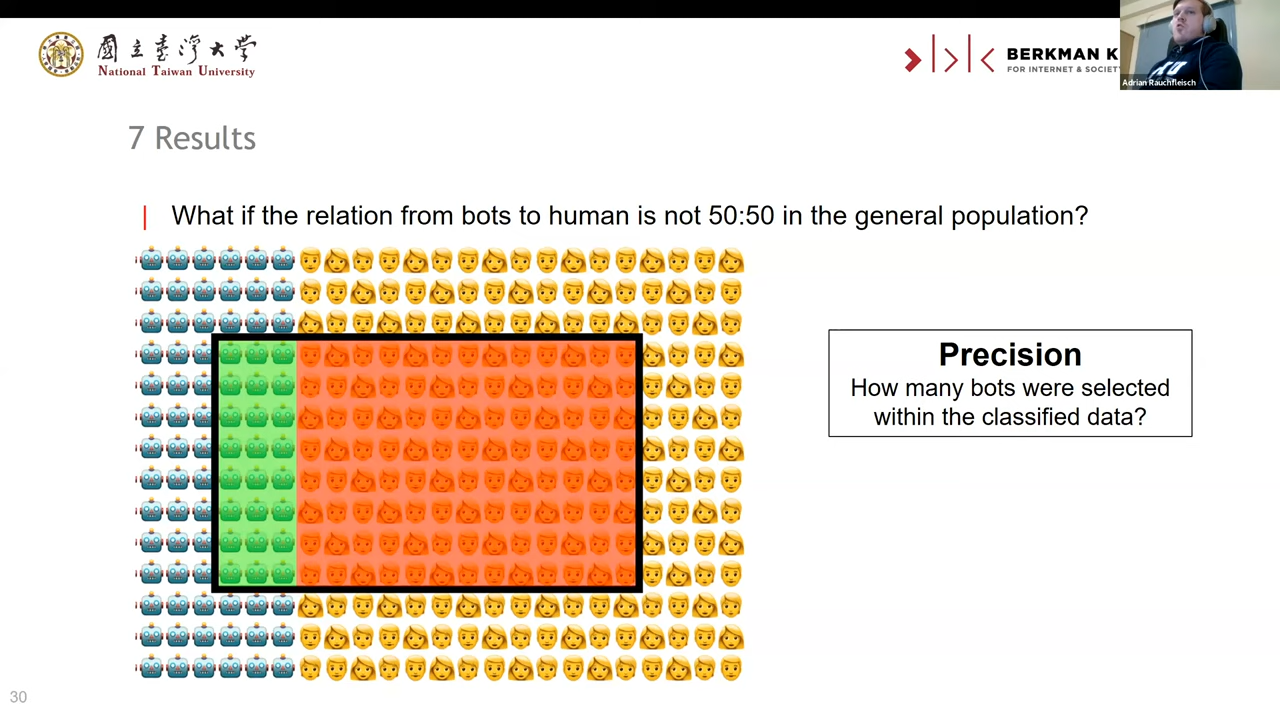 國立臺灣大學
National Taiwan University
BERKMAN K
FOR INTERNET & SOCIETY
Adrian Rauchfleisch
7 Results
| What if the relation from bots to human is not 50:50 in the general population?
Precision
How many bots were selected
within the classified data?
30